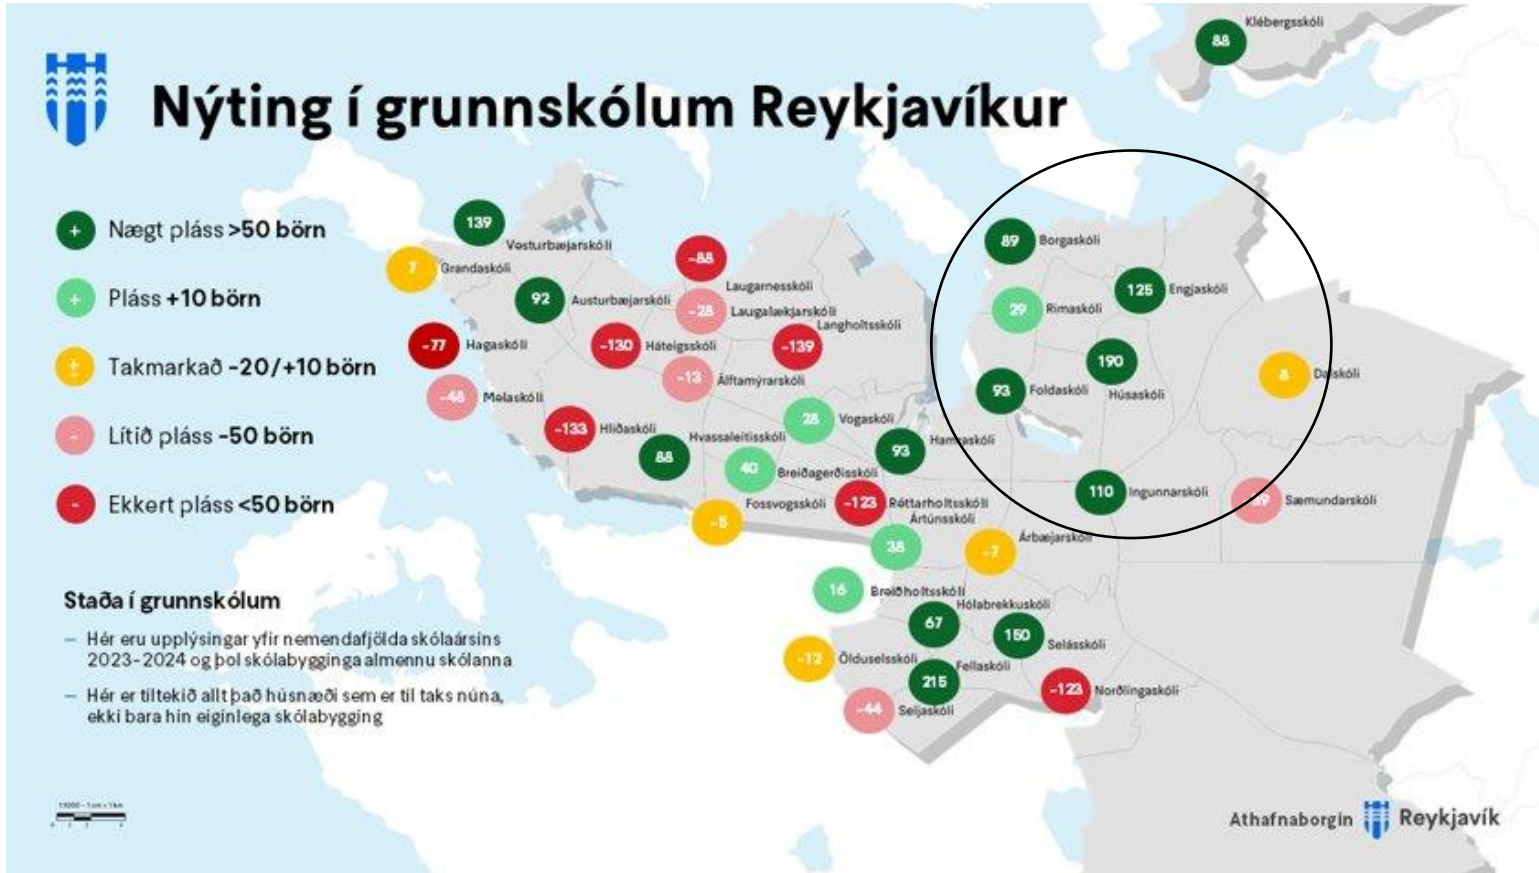 Klébergsskóli
88
Nýting í grunnskólum Reykjavíkur
+ Nægt pláss >50 börn
+ Pláss +10 börn
± Takmarkað -20/+10 börn
- Lítið pláss -50 börn
- Ekkert pláss <50 börn
139
Vesturbæjarskóli
7
Grandaskóli
92
Austurbæjarskóli
-88
Laugarnesskóli
-28
Laugalækjarskóli
-77
Hagaskóli
-130
Háteigsskóli
-139
Langholtsskóli
-13
Álftamýrarskóli
-48
Melaskóli
-133
Hlíðaskóli
88
Hvassaleitisskóli
28
Vogaskóli
40
Breiðagerðisskóli
93
Hamraskóli
-5
Fossvogsskóli
-123
Réttarholtsskóli
38
Ártúnsskóli
-7
Árbæjarskóli
89
Borgaskóli
29
Rimaskóli
125
Engjaskóli
190
Húsaskóli
93
Foldaskóli
8
Dalskóli
110
Ingunnarskóli
Sæmundarskóli
16
Breiðholtsskóli
67
Hólabrekkuskóli
150
Selásskóli
-12
Ölduselsskóli
215
Fellaskóli
-44
Seljaskóli
-123
Norðlingaskóli
Staða í grunnskólum
– Hér eru upplýsingar yfir nemendafjölda skólaársins
2023-2024 og þol skólabygginga almennu skólanna
– Hér er tiltekið allt það húsnæði sem er til taks núna,
ekki bara hin eiginlega skólabygging
Athafnaborgin
Reykjavík